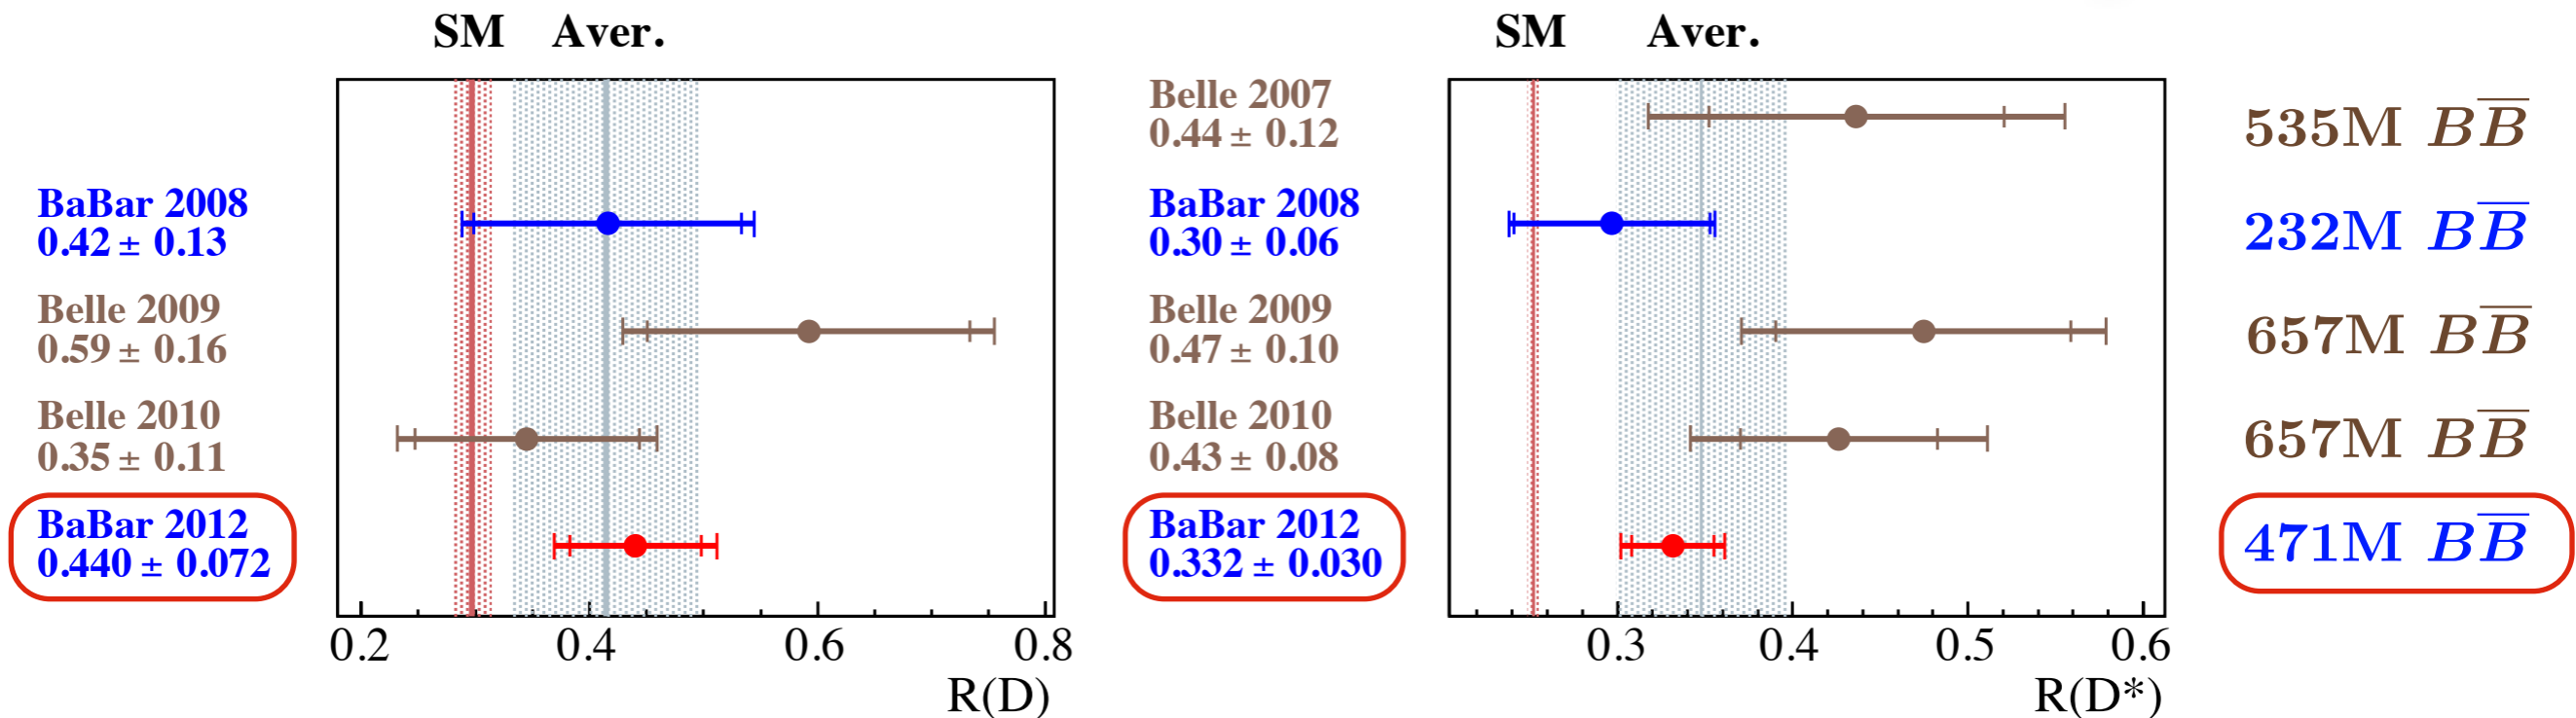 SM Aver.
BaBar 2008
0.42 ± 0.13
Belle 2009
0.59 ± 0.16
Belle 2010
0.35 ± 0.11
BaBar 2012
0.440 ± 0.072
0.2 0.4 0.6 0.8
R(D)
SM Aver.
Belle 2007
0.44 ± 0.12
BaBar 2008
0.30 ± 0.06
Belle 2009
0.47 ± 0.10
Belle 2010
0.43 ± 0.08
BaBar 2012
0.332 ± 0.030
0.3 0.4 0.5 0.6
R(D*)
535M BB̅
232M BB̅
657M BB̅
657M BB̅
471M BB̅